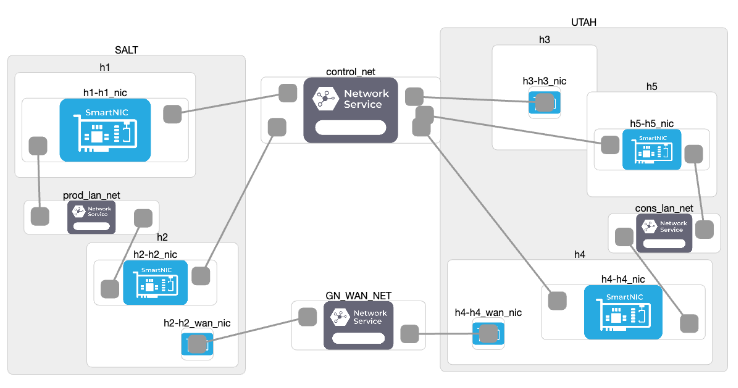 SALT
UTAH
h1
h1-h1_nic
SmartNIC
control_net
Network
Service
h3
h3-h3_nic
h5
h5-h5_nic
SmartNIC
prod_lan_net
Network
Service
cons_lan_net
Network
Service
h2
h2-h2_nic
SmartNIC
h4
h4-h4_nic
SmartNIC
GN_WAN_NET
Network
Service
h2-h2_wan_nic
h4-h4_wan_nic